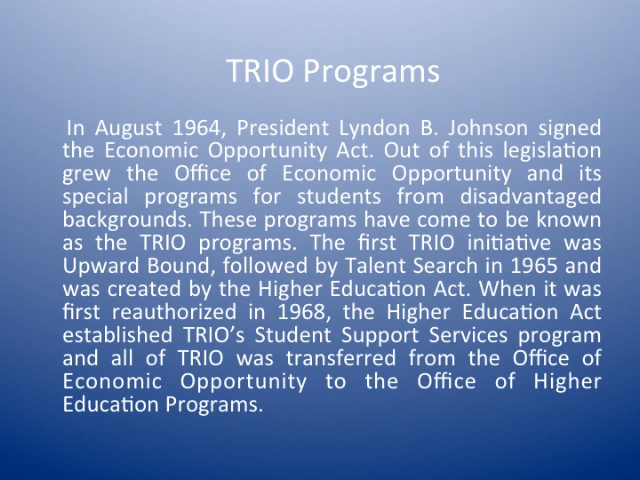 TRIO Programs
In August 1964, President Lyndon B. Johnson signed
the Economic Opportunity Act. Out of this legislation
grew the Office of Economic Opportunity and its
special programs for students from disadvantaged
backgrounds. These programs have come to be known
as the TRIO programs. The first TRIO initiative was
Upward Bound, followed by Talent Search in 1965 and
was created by the Higher Education Act. When it was
first reauthorized in 1968, the Higher Education Act
established TRIO’s Student Support Services program
and all of TRIO was transferred from the Office of
Economic Opportunity to the Office of Higher
Education Programs.